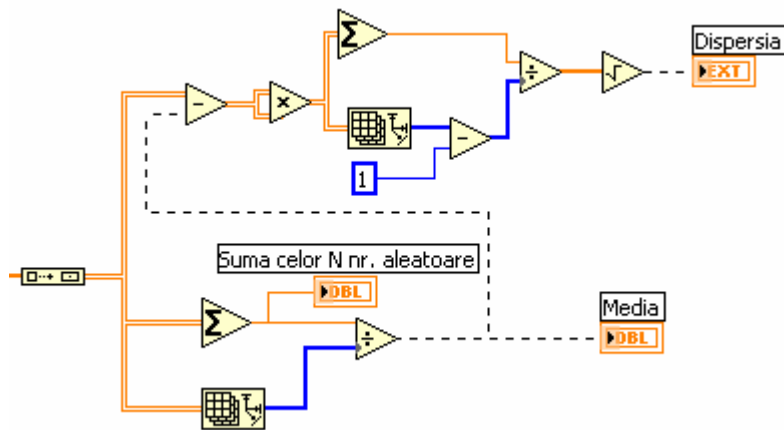 Dispersia
EXT
1
Suma celor N nr. aleatoare
DBL
Media
DBL